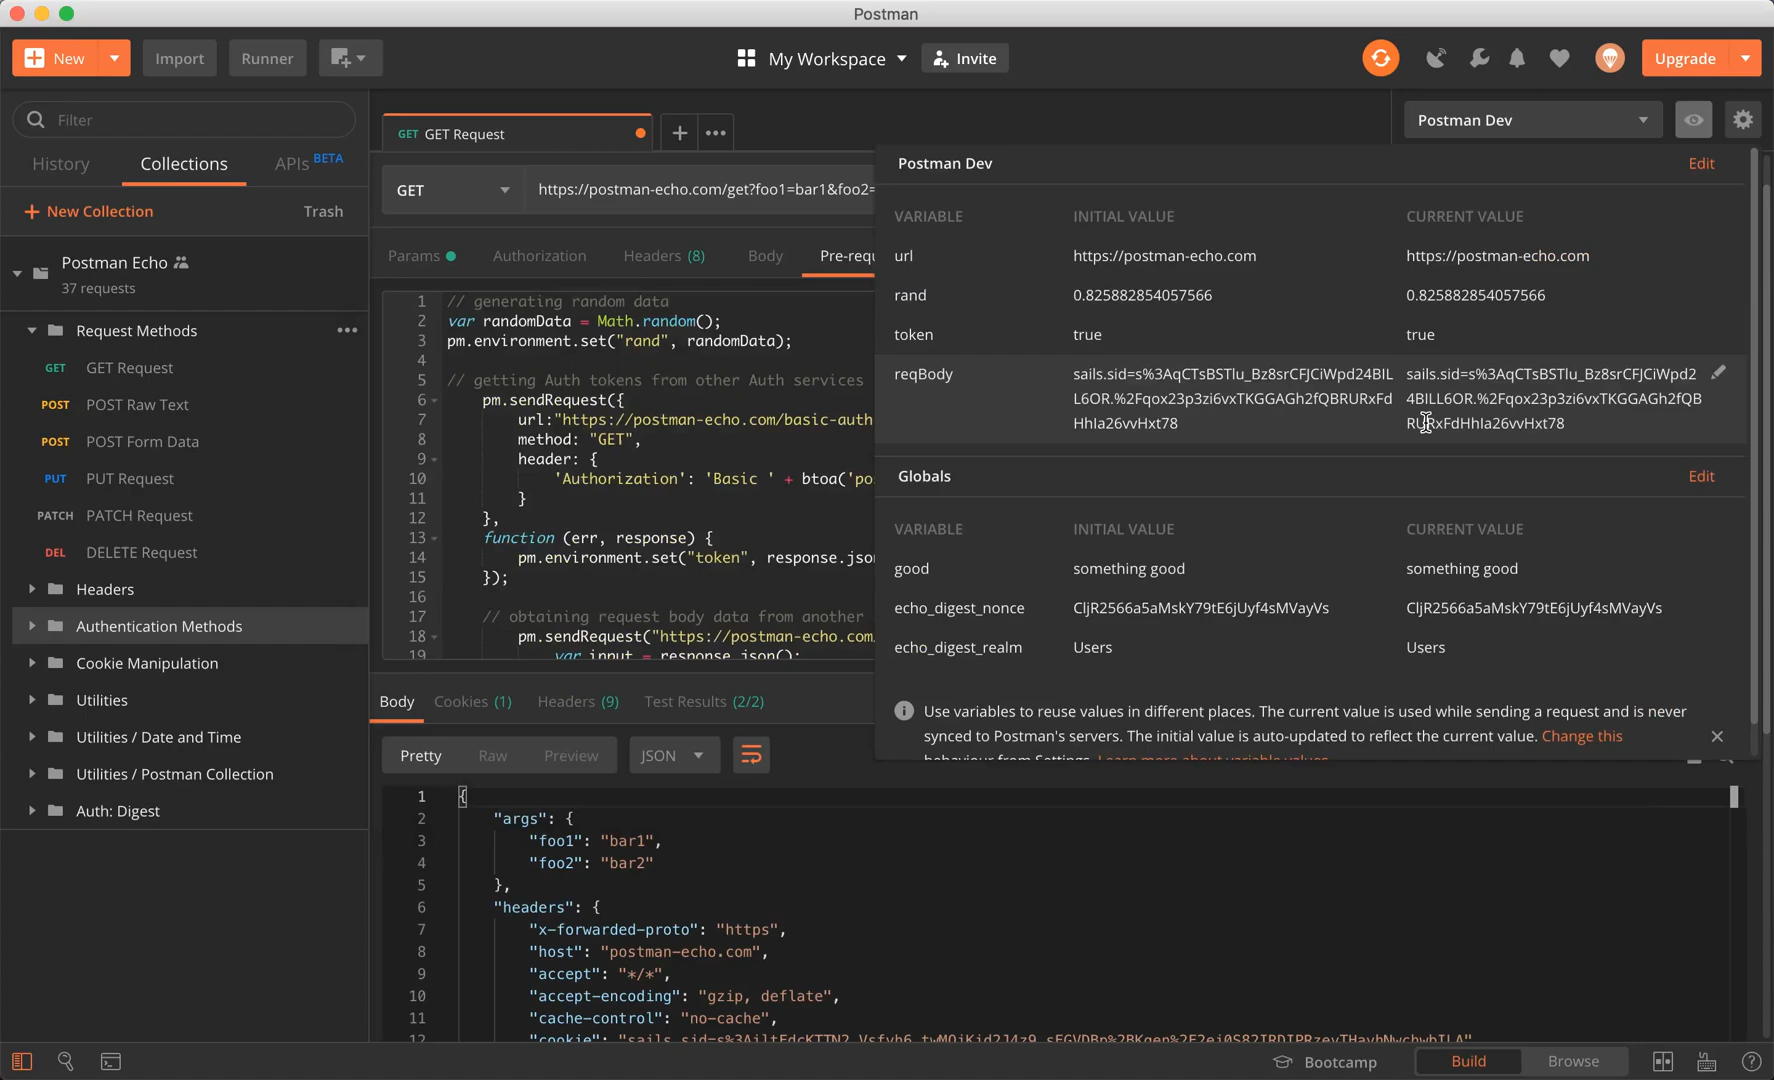 Postman
New
Import
Runner
My Workspace
Invite
Upgrade
Filter
History
Collections
APIs BETA
New Collection
Trash
Postman Echo
37 requests
Request Methods
GET GET Request
POST POST Raw Text
POST POST Form Data
PUT PUT Request
PATCH PATCH Request
DEL DELETE Request
Headers
Authentication Methods
Cookie Manipulation
Utilities
Utilities / Date and Time
Utilities / Postman Collection
Auth: Digest
GET GET Request
GET
https://postman-echo.com/get?foo1=bar1&foo2=
Params
Authorization
Headers (8)
Body
Pre-requ
1 // generating random data
2 var randomData = Math.random();
3 pm.environment.set("rand", randomData);
4
5 // getting Auth tokens from other Auth services
6 pm.sendRequest({
7 url:"https://postman-echo.com/basic-auth
8 method: "GET",
9 header: {
10 'Authorization': 'Basic ' + btoa('po
11 }
12 },
13 function (err, response) {
14 pm.environment.set("token", response.jso
15 });
16
17 // obtaining request body data from another
18 pm.sendRequest("https://postman-echo.com
19 var input = response.json();
Postman Dev
Postman Dev
Edit
VARIABLE INITIAL VALUE CURRENT VALUE
url https://postman-echo.com https://postman-echo.com
rand 0.825882854057566 0.825882854057566
token true true
reqBody sails.sid=s%3AqCTsBSTlu_Bz8srCFJCiWpd24BIL sails.sid=s%3AqCTsBSTlu_Bz8srCFJCiWpd2
L6OR.%2Fqox23p3zi6vxTKGGAGh2fQBRURxFd 4BILL6OR.%2Fqox23p3zi6vxTKGGAGh2fQB
HhIa26vvHxt78 RURxFdHhIa26vvHxt78
Globals
Edit
VARIABLE INITIAL VALUE CURRENT VALUE
good something good something good
echo_digest_nonce CljR2566a5aMskY79tE6jUyf4sMVayVs CljR2566a5aMskY79tE6jUyf4sMVayVs
echo_digest_realm Users Users
Use variables to reuse values in different places. The current value is used while sending a request and is never
synced to Postman's servers. The initial value is auto-updated to reflect the current value. Change this
behaviour from Settings. Learn more about variable values
Body
Cookies (1)
Headers (9)
Test Results (2/2)
Pretty
Raw
Preview
JSON
1 {
2 "args": {
3 "foo1": "bar1",
4 "foo2": "bar2"
5 },
6 "headers": {
7 "x-forwarded-proto": "https",
8 "host": "postman-echo.com",
9 "accept": "*/*",
10 "accept-encoding": "gzip, deflate",
11 "cache-control": "no-cache",
12 "cookie":
Bootcamp
Build
Browse